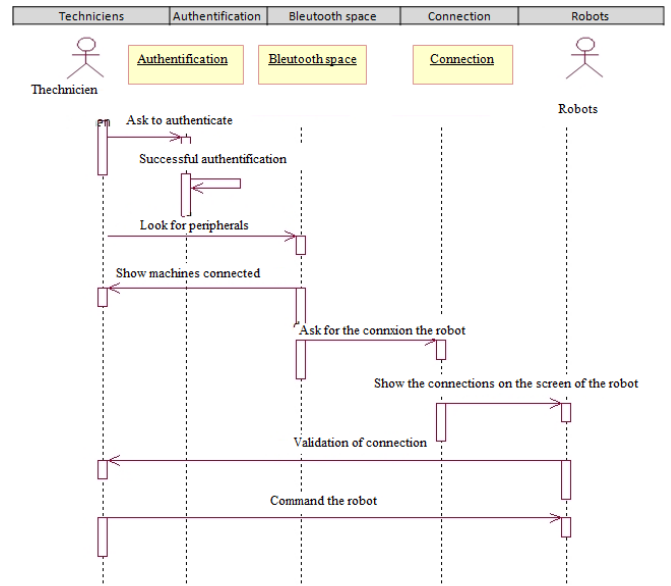 Techniciens
Authentification
Bleutooth space
Connection
Robots
Authentification
Bleutooth space
Connection
Thechnicien
Robots
Ask to authenticate
Successful authentification
Look for peripherals
Show machines connected
Ask for the connxion the robot
Show the connections on the screen of the robot
Validation of connection
Command the robot